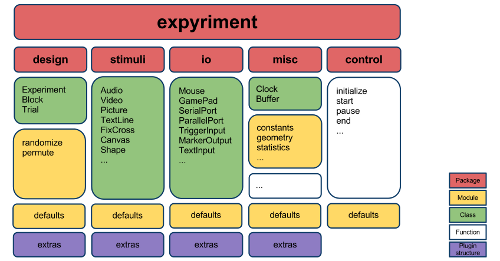 expyriment
design
stimuli
io
misc
control
Experiment
Block
Trial
randomize
permute
Audio
Video
Picture
TextLine
FixCross
Canvas
Shape
...
Mouse
GamePad
SerialPort
ParallelPort
TriggerInput
MarkerOutput
TextInput
...
Clock
Buffer
constants
geometry
statistics
...
...
initialize
start
pause
end
...
defaults
defaults
defaults
defaults
defaults
extras
extras
extras
extras
Package
Module
Class
Function
Plugin
structure